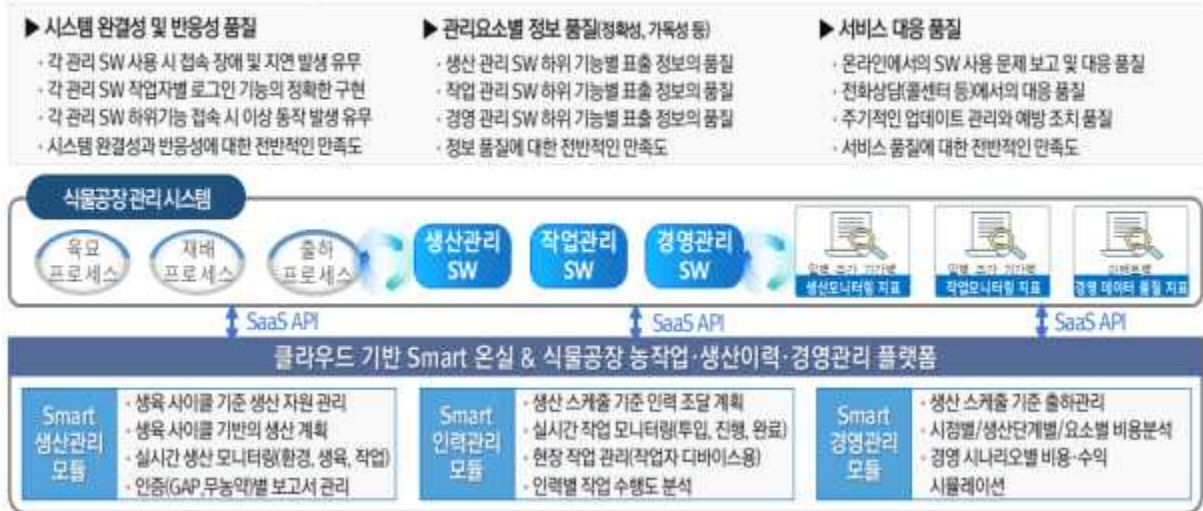 ▶ 시스템 완결성 및 반응성 품질
· 각 관리 SW 사용 시 접속 장애 및 지연 발생 유무
· 각 관리 SW 작업자별 로그인 기능의 정확한 구현
· 각 관리 SW 하위기능 접속 시 이상 동작 발생 유무
· 시스템 완결성과 반응성에 대한 전반적인 만족도
▶ 관리요소별 정보 품질(정확성, 가독성 등)
· 생산 관리 SW 하위 기능별 표출 정보의 품질
· 작업 관리 SW 하위 기능별 표출 정보의 품질
· 경영 관리 SW 하위 기능별 표출 정보의 품질
· 정보 품질에 대한 전반적인 만족도
▶ 서비스 대응 품질
· 온라인에서의 SW 사용 문제 보고 및 대응 품질
· 전화상담(콜센터 등)에서의 대응 품질
· 주기적인 업데이트 관리와 예방 조치 품질
· 서비스 품질에 대한 전반적인 만족도
식물공장 관리 시스템
육묘
프로세스
재배
프로세스
출하
프로세스
생산관리
SW
작업관리
SW
경영관리
SW
일별 주간 기간별
생산모니터링 지표
일별 주간 기간별
작업모니터링 지표
경영 데이터 품질 지표
SaaS API
SaaS API
SaaS API
클라우드 기반 Smart 온실 & 식물공장 농작업·생산이력·경영관리 플랫폼
Smart
생산관리
모듈
· 생육 사이클 기준 생산 자원 관리
· 생육 사이클 기반의 생산 계획
· 실시간 생산 모니터링(환경, 생육, 작업)
· 인증(GAP,무농약)별 보고서 관리
Smart
인력관리
모듈
· 생산 스케줄 기준 인력 조달 계획
· 실시간 작업 모니터링(투입, 진행, 완료)
· 현장 작업 관리(작업자 디바이스용)
· 인력별 작업 수행도 분석
Smart
경영관리
모듈
· 생산 스케줄 기준 출하관리
· 시점별/생산단계별/요소별 비용분석
· 경영 시나리오별 비용·수익
시뮬레이션